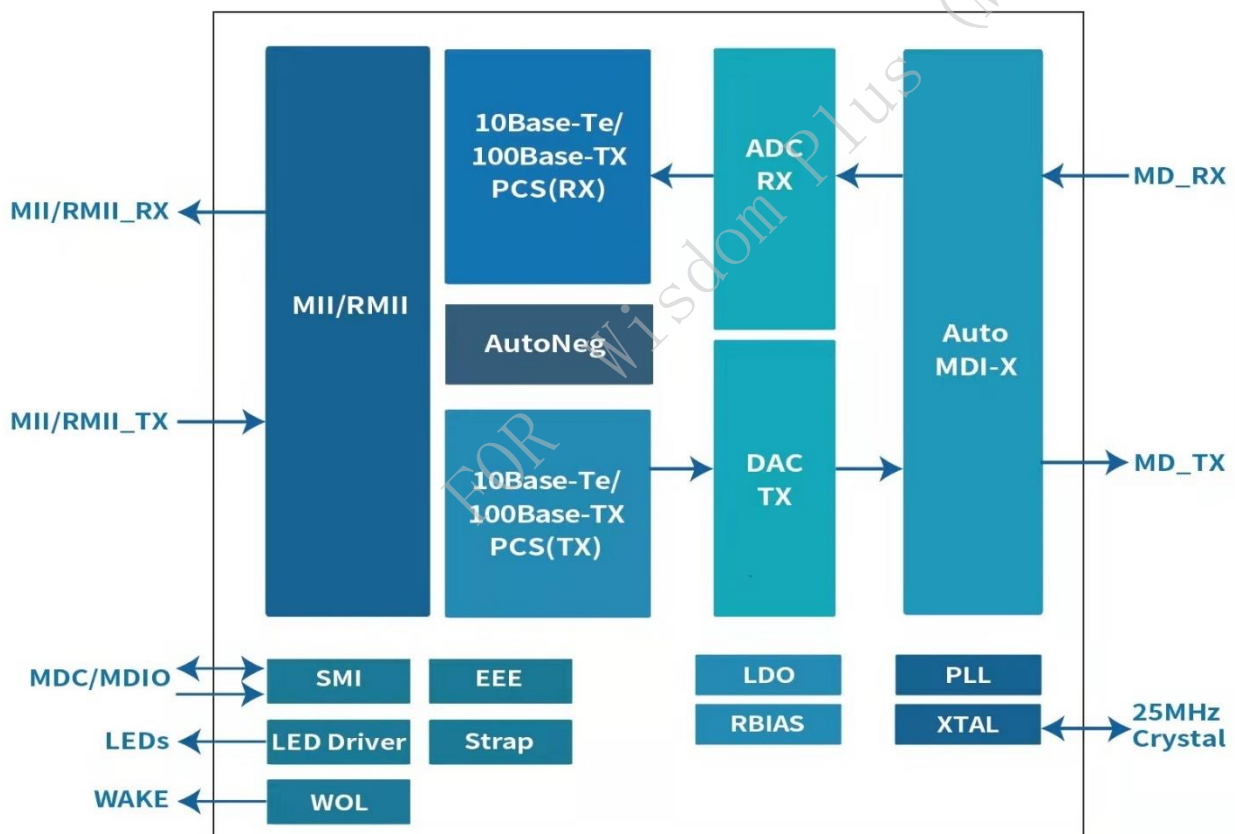 10Base-Te/
100Base-TX
PCS(RX)
ADC
RX
MD_RX
MII/RMII_RX
MII/RMII
AutoNeg
Auto
MDI-X
MII/RMII_TX
10Base-Te/
100Base-TX
PCS(TX)
DAC
TX
MD_TX
MDC/MDIO
SMI
EEE
LDO
PLL
LEDs
LED Driver
Strap
RBIAS
XTAL
25MHz
Crystal
WAKE
WOL
FOR Wisdom Plus